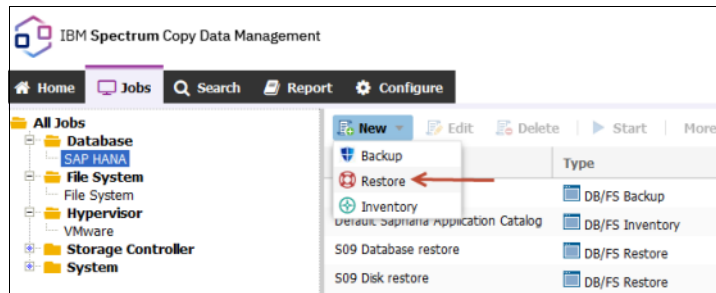 IBM Spectrum Copy Data Management
Home Jobs Search Report Configure
All Jobs
Database
SAP HANA
File System
File System
Hypervisor
VMware
Storage Controller
System
New Edit Delete Start More
Backup
Restore
Inventory
Type
DB/FS Backup
Default Saphana Application Catalog DB/FS Inventory
S09 Database restore DB/FS Restore
S09 Disk restore DB/FS Restore